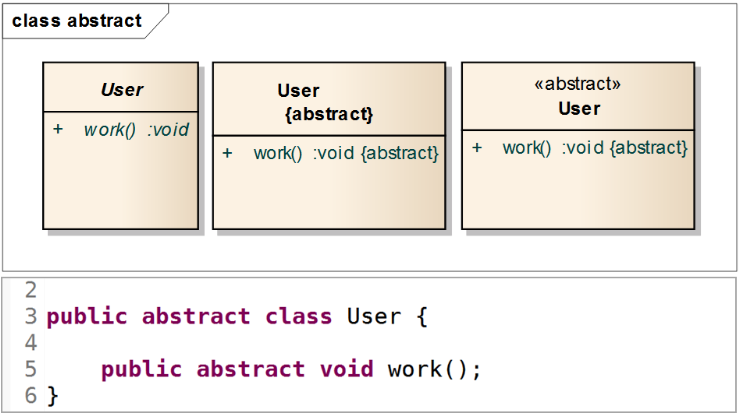 class abstract
User
+ work() :void
User
{abstract}
+ work() :void {abstract}
«abstract»
User
+ work() :void {abstract}
2
3 public abstract class User {
4
5 public abstract void work();
6 }